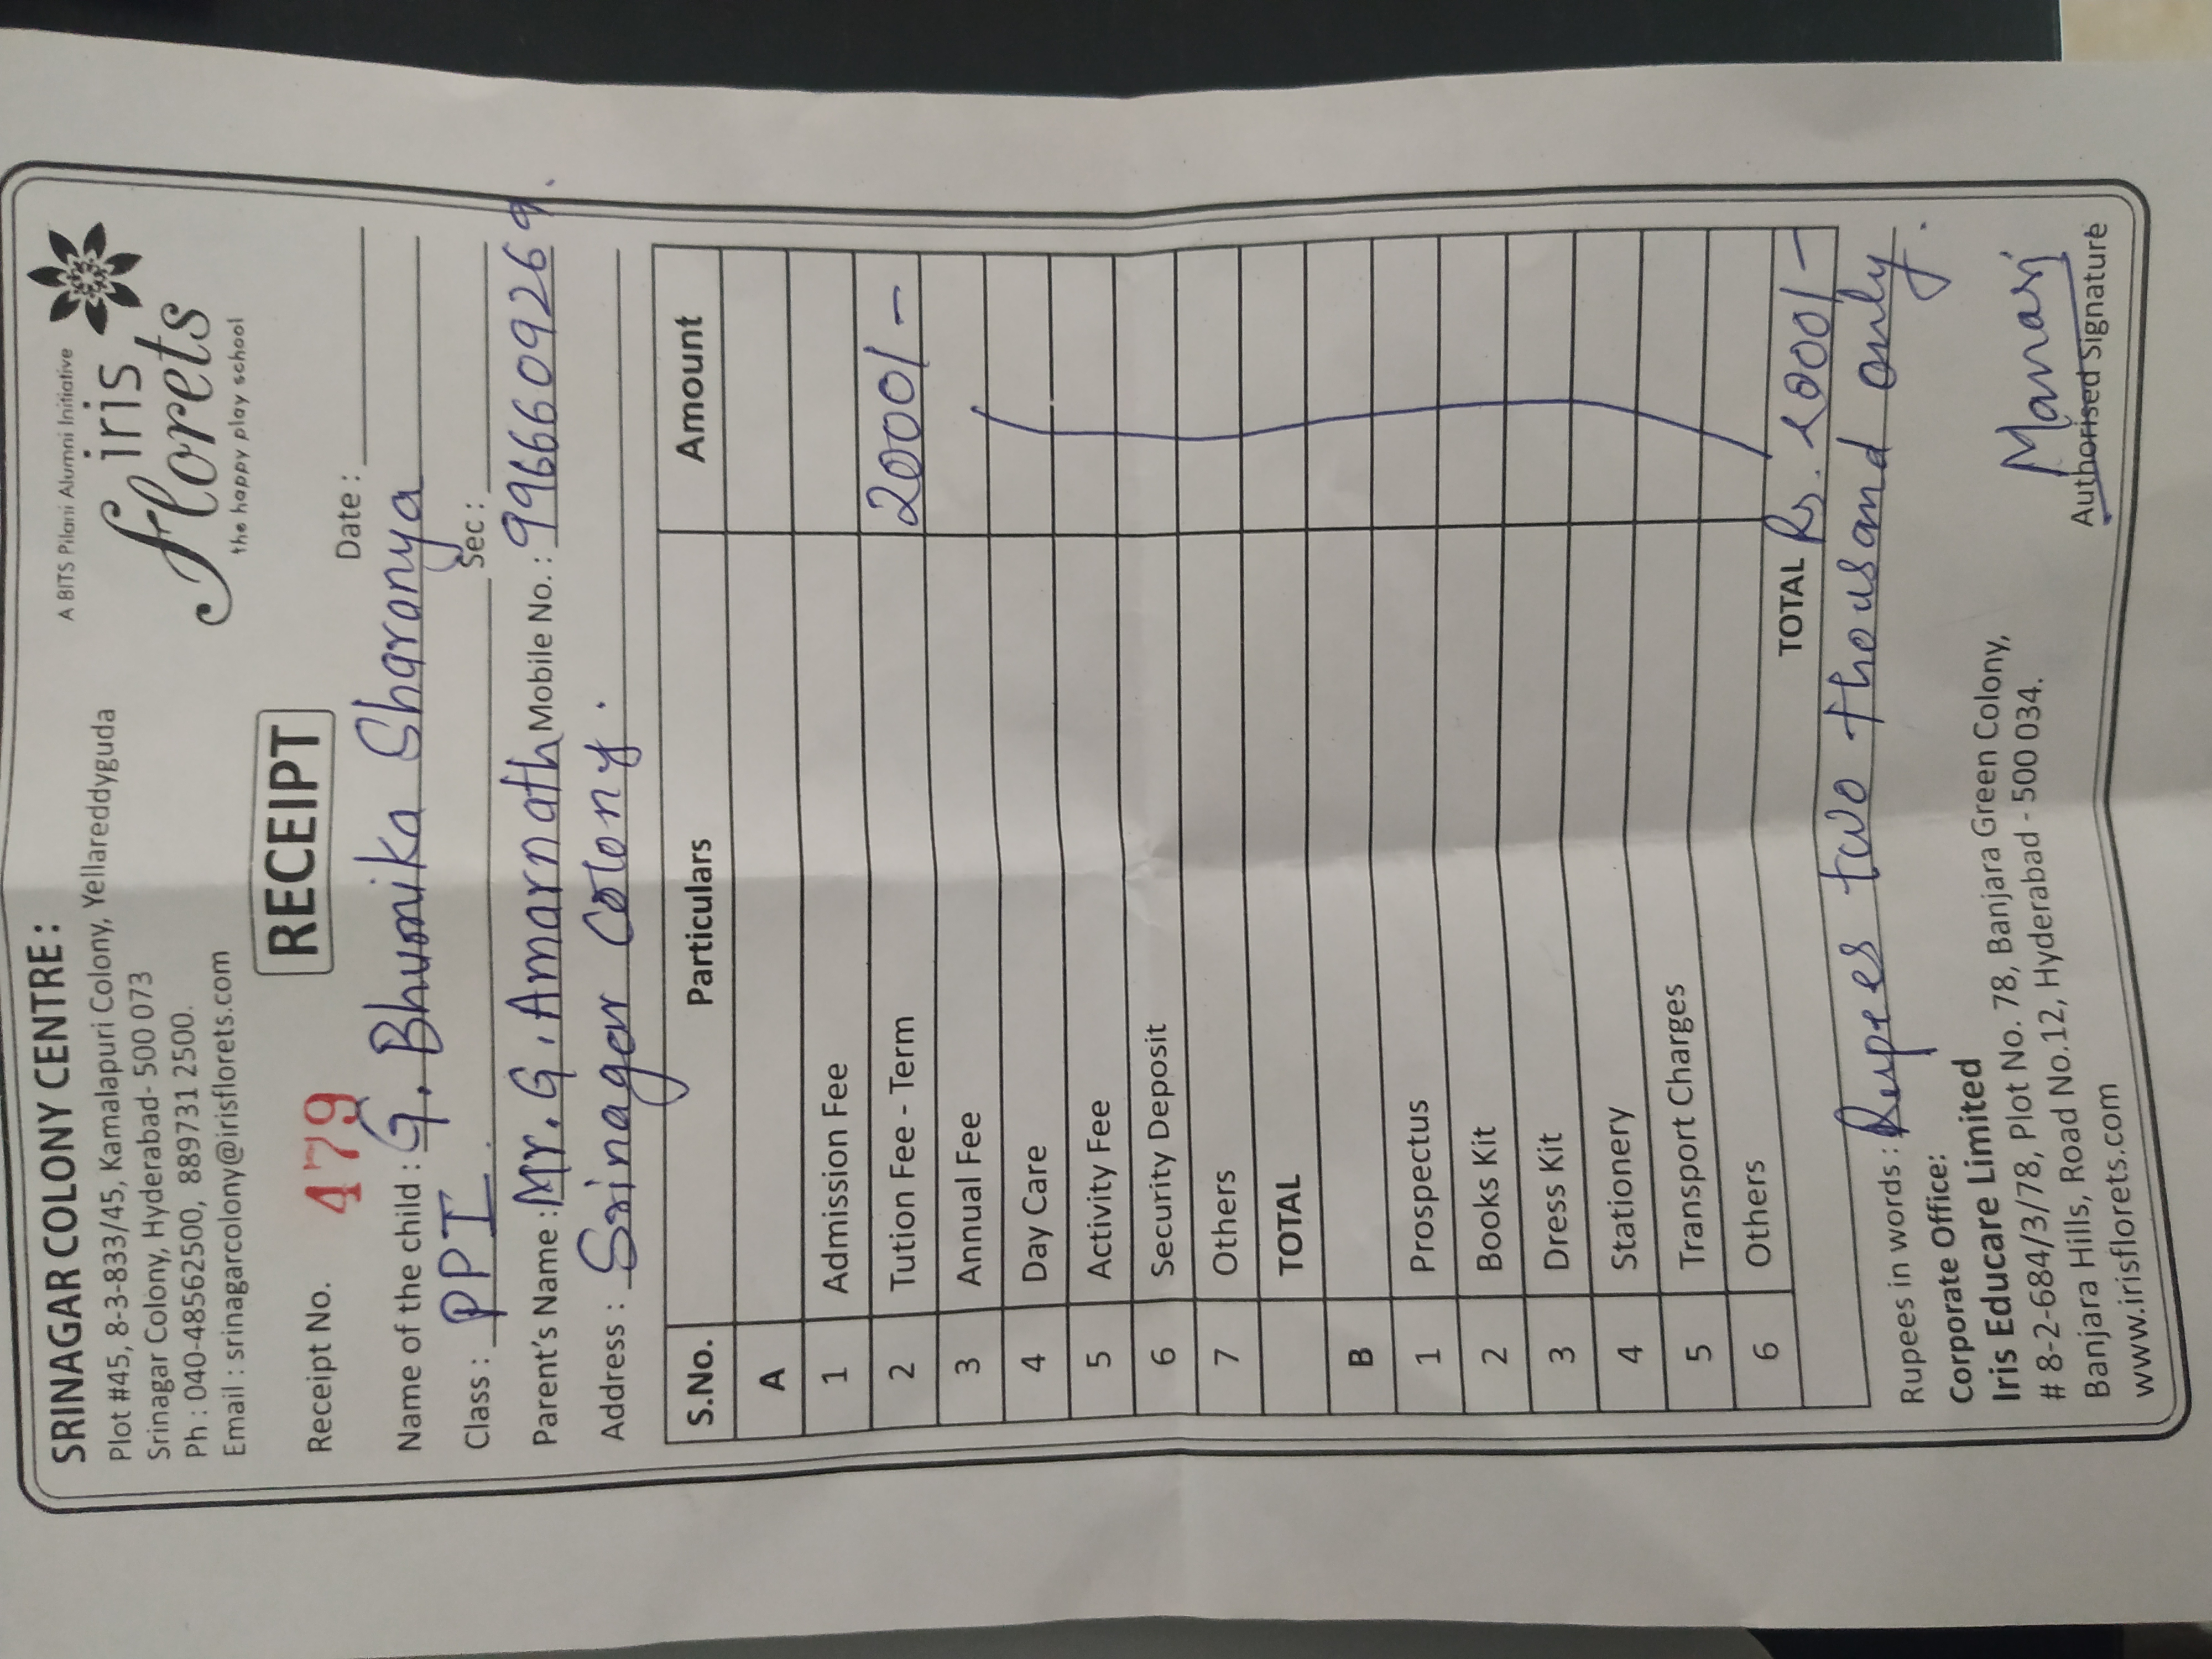 SRINAGAR COLONY CENTRE :
Plot #45, 8-3-833/45, Kamalapuri Colony, Yellareddyguda
Srinagar Colony, Hyderabad- 500 073
Ph : 040-48562500, 889731 2500.
Email : srinagarcolony@irisflorets.com
A BITS Pilani Alumni Initiative
iris
florets
the happy play school
RECEIPT
Receipt No. 479
Date :
Name of the child : G. Bhumika Sharanya
Class : PPI. Sec :
Parent's Name : Mr. G. Amarnath Mobile No. : 9966609269.
Address : Srinagar Colony.
S.No. Particulars Amount
A
1 Admission Fee
2 Tution Fee - Term 2000/-
3 Annual Fee
4 Day Care
5 Activity Fee
6 Security Deposit
7 Others
TOTAL
B
1 Prospectus
2 Books Kit
3 Dress Kit
4 Stationery
5 Transport Charges
6 Others
TOTAL Rs. 2000/-
Rupees in words : Rupees two thousand only.
Corporate Office:
Iris Educare Limited
# 8-2-684/3/78, Plot No. 78, Banjara Green Colony,
Banjara Hills, Road No.12, Hyderabad - 500 034.
www.irisflorets.com
Manasi
Authorised Signature